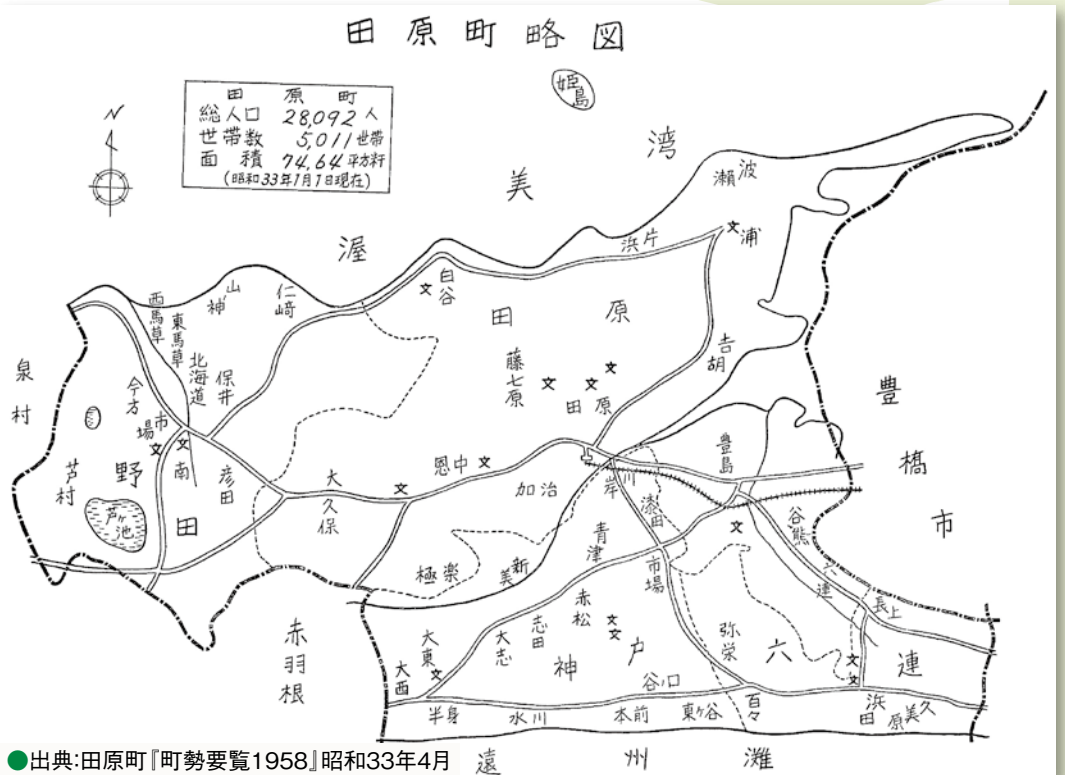 田原町略図
田原町
総人口 28,092人
世帯数 5,011世帯
面積 74,64平方粁
(昭和33年1月1日現在)
N
姫島
渥美湾
波瀬
浦
片浜
白谷
仁崎
山ノ神
西馬草
東馬草
北海道
保井
今方
市場
南
彦田
野田
芦村
芦ヶ池
泉村
田原
藤七原
田原
吉胡
豊島
豊橋市
谷熊
大久保
恩中
加治
川岸
漆田
青津
市場
新美
極楽
赤羽根
大西
大東
大志
志田
赤松
神戸
谷ノ口
弥栄
六連
長上
半身
水川
本前
東ヶ谷
百々
浜田
久美原
遠州灘
●出典:田原町『町勢要覧1958』昭和33年4月